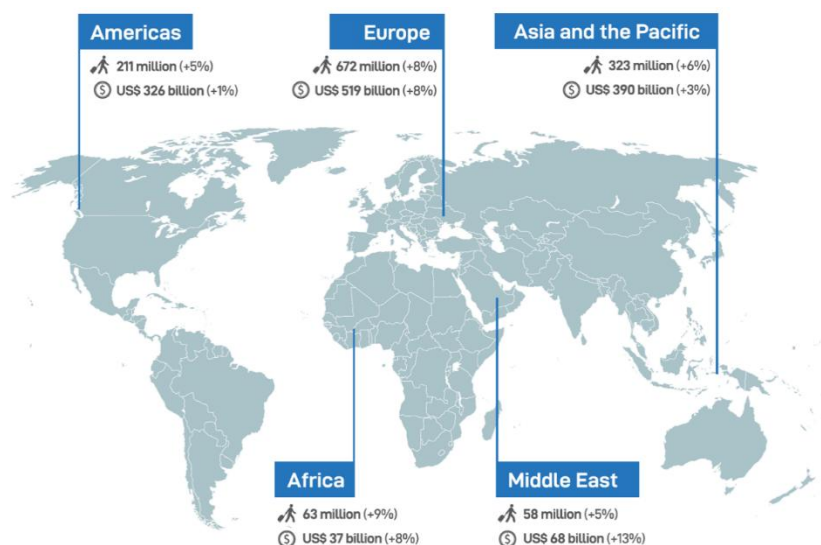 Americas
211 million (+5%)
US$ 326 billion (+1%)
Europe
672 million (+8%)
US$ 519 billion (+8%)
Asia and the Pacific
323 million (+6%)
US$ 390 billion (+3%)
Africa
63 million (+9%)
US$ 37 billion (+8%)
Middle East
58 million (+5%)
US$ 68 billion (+13%)